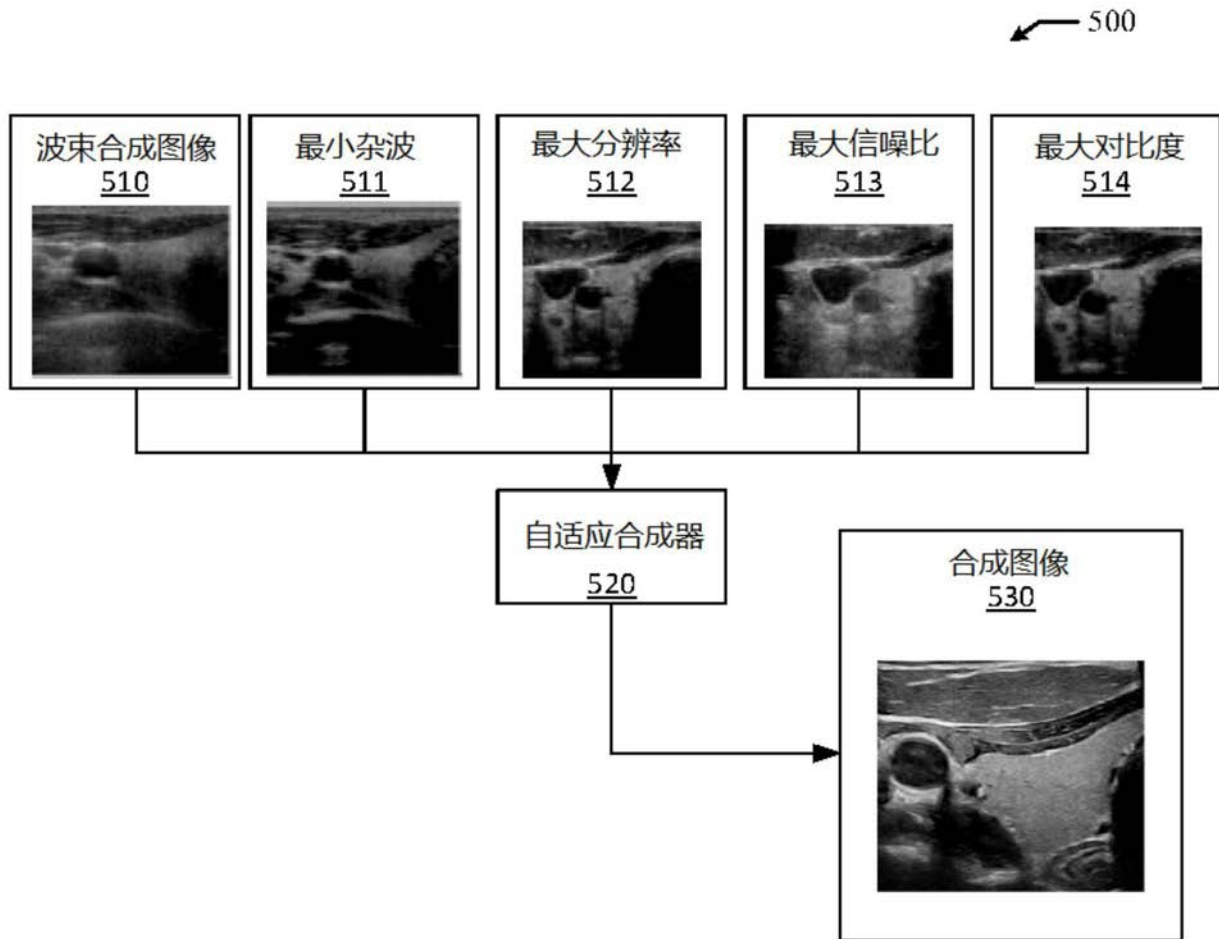 500
波束合成图像
510
最小杂波
511
最大分辨率
512
最大信噪比
513
最大对比度
514
自适应合成器
520
合成图像
530